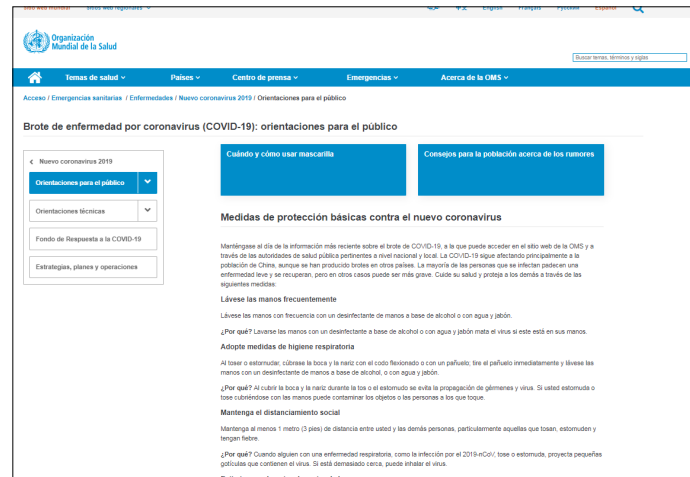 Sitio web mundial Sitios web regionales
عربي 中文 English Français Русский Español
Organización
Mundial de la Salud
Buscar temas, términos y siglas
Temas de salud Países Centro de prensa Emergencias Acerca de la OMS
Acceso / Emergencias sanitarias / Enfermedades / Nuevo coronavirus 2019 / Orientaciones para el público
Brote de enfermedad por coronavirus (COVID-19): orientaciones para el público
Nuevo coronavirus 2019
Orientaciones para el público
Orientaciones técnicas
Fondo de Respuesta a la COVID-19
Estrategias, planes y operaciones
Cuándo y cómo usar mascarilla
Consejos para la población acerca de los rumores
Medidas de protección básicas contra el nuevo coronavirus
Manténgase al día de la información más reciente sobre el brote de COVID-19, a la que puede acceder en el sitio web de la OMS y a
través de las autoridades de salud pública pertinentes a nivel nacional y local. La COVID-19 sigue afectando principalmente a la
población de China, aunque se han producido brotes en otros países. La mayoría de las personas que se infectan padecen una
enfermedad leve y se recuperan, pero en otros casos puede ser más grave. Cuide su salud y proteja a los demás a través de las
siguientes medidas:
Lávese las manos frecuentemente
Lávese las manos con frecuencia con un desinfectante de manos a base de alcohol o con agua y jabón.
¿Por qué? Lavarse las manos con un desinfectante a base de alcohol o con agua y jabón mata el virus si este está en sus manos.
Adopte medidas de higiene respiratoria
Al toser o estornudar, cúbrase la boca y la nariz con el codo flexionado o con un pañuelo; tire el pañuelo inmediatamente y lávese las
manos con un desinfectante de manos a base de alcohol, o con agua y jabón.
¿Por qué? Al cubrir la boca y la nariz durante la tos o el estornudo se evita la propagación de gérmenes y virus. Si usted estornuda o
tose cubriéndose con las manos puede contaminar los objetos o las personas a los que toque.
Mantenga el distanciamiento social
Mantenga al menos 1 metro (3 pies) de distancia entre usted y las demás personas, particularmente aquellas que tosan, estornuden y
tengan fiebre.
¿Por qué? Cuando alguien con una enfermedad respiratoria, como la infección por el 2019-nCoV, tose o estornuda, proyecta pequeñas
gotículas que contienen el virus. Si está demasiado cerca, puede inhalar el virus.